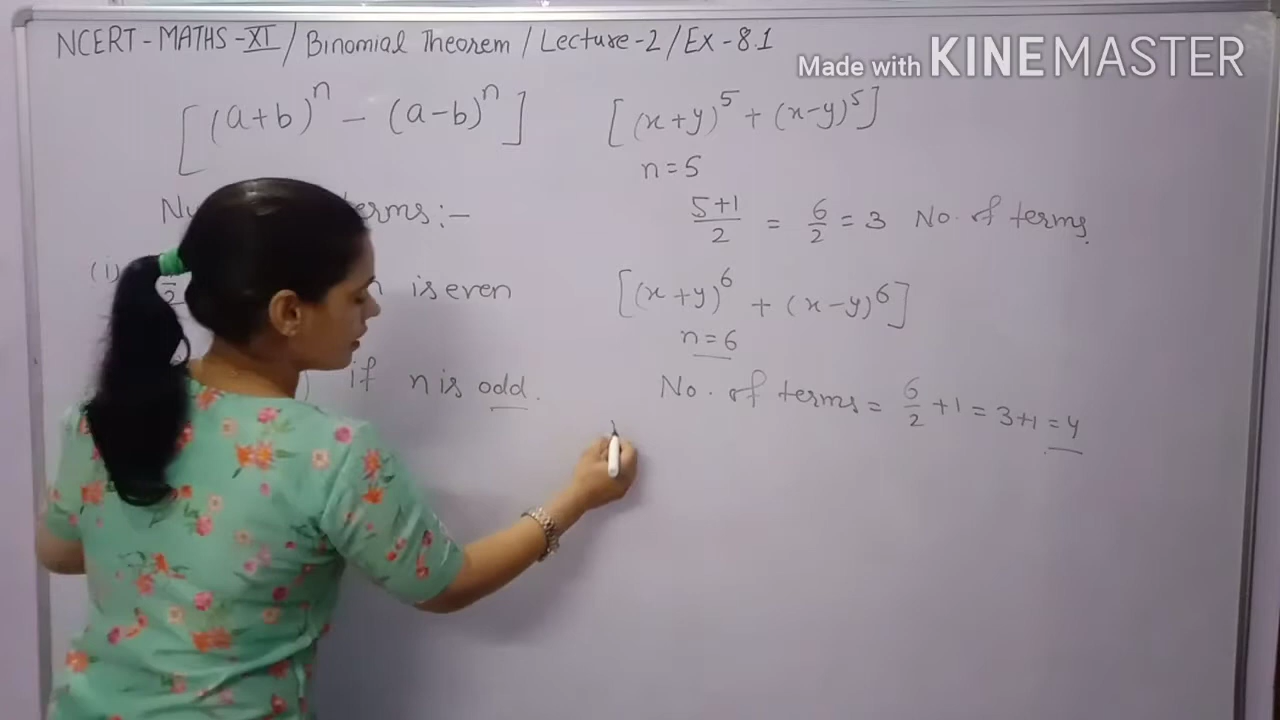 NCERT - MATHS - XI / Binomial Theorem / Lecture - 2 / EX - 8.1
Made with KINEMASTER
[(a+b)^n - (a-b)^n]
terms:-
(i) is even
if n is odd.
[(x+y)^5 + (x-y)^5]
n=5
5+1/2 = 6/2 = 3 No. of terms.
[(x+y)^6 + (x-y)^6]
n=6
No. of terms = 6/2 +1 = 3+1 = 4